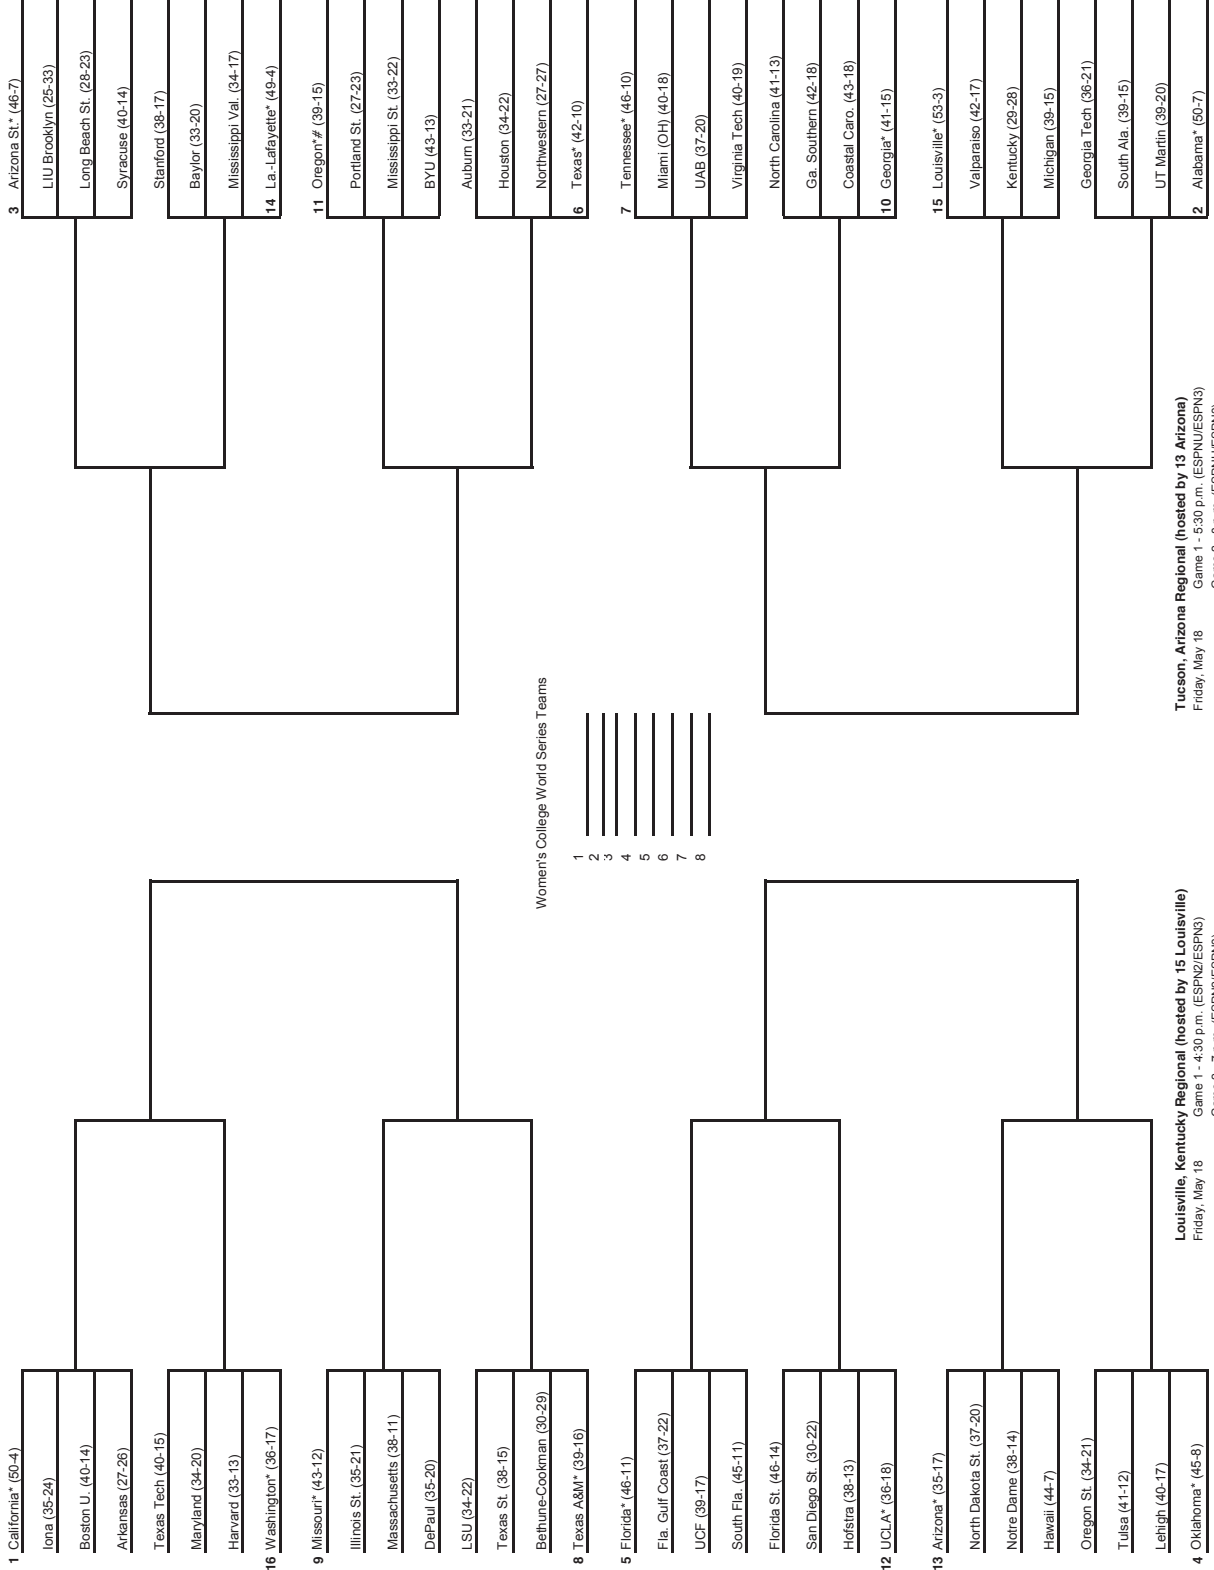 1 California* (50-4)
Iona (35-24)
Boston U. (40-14)
Arkansas (27-26)
Texas Tech (40-15)
Maryland (34-20)
Harvard (33-13)
16 Washington* (36-17)
9 Missouri* (43-12)
Illinois St. (35-21)
Massachusetts (38-11)
DePaul (35-20)
LSU (34-22)
Texas St. (38-15)
Bethune-Cookman (30-29)
8 Texas A&M* (39-16)
5 Florida* (46-11)
Fla. Gulf Coast (37-22)
UCF (39-17)
South Fla. (45-11)
Florida St. (46-14)
San Diego St. (30-22)
Hofstra (38-13)
12 UCLA* (36-18)
13 Arizona* (35-17)
North Dakota St. (37-20)
Notre Dame (38-14)
Hawaii (44-7)
Oregon St. (34-21)
Tulsa (41-12)
Lehigh (40-17)
4 Oklahoma* (45-8)
Women's College World Series Teams
1
2
3
4
5
6
7
8
3 Arizona St.* (46-7)
LIU Brooklyn (25-33)
Long Beach St. (28-23)
Syracuse (40-14)
Stanford (38-17)
Baylor (33-20)
Mississippi Val. (34-17)
14 La.-Lafayette* (49-4)
11 Oregon*# (39-15)
Portland St. (27-23)
Mississippi St. (33-22)
BYU (43-13)
Auburn (33-21)
Houston (34-22)
Northwestern (27-27)
6 Texas* (42-10)
7 Tennessee* (46-10)
Miami (OH) (40-18)
UAB (37-20)
Virginia Tech (40-19)
North Carolina (41-13)
Ga. Southern (42-18)
Coastal Caro. (43-18)
10 Georgia* (41-15)
15 Louisville* (53-3)
Valparaiso (42-17)
Kentucky (29-28)
Michigan (39-15)
Georgia Tech (36-21)
South Ala. (39-15)
UT Martin (39-20)
2 Alabama* (50-7)
Louisville, Kentucky Regional (hosted by 15 Louisville)
Friday, May 18 Game 1 - 4:30 p.m. (ESPN2/ESPN3)
Tucson, Arizona Regional (hosted by 13 Arizona)
Friday, May 18 Game 1 - 5:30 p.m. (ESPNU/ESPN3)